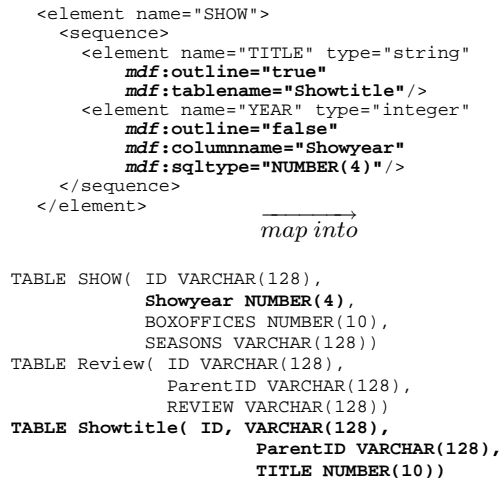 <element name="SHOW">
<sequence>
<element name="TITLE" type="string"
mdf:outline="true"
mdf:tablename="Showtitle"/>
<element name="YEAR" type="integer"
mdf:outline="false"
mdf:columnname="Showyear"
mdf:sqltype="NUMBER(4)"/>
</sequence>
</element>
map into
TABLE SHOW( ID VARCHAR(128),
Showyear NUMBER(4),
BOXOFFICES NUMBER(10),
SEASONS VARCHAR(128))
TABLE Review( ID VARCHAR(128),
ParentID VARCHAR(128),
REVIEW VARCHAR(128))
TABLE Showtitle( ID, VARCHAR(128),
ParentID VARCHAR(128),
TITLE NUMBER(10))